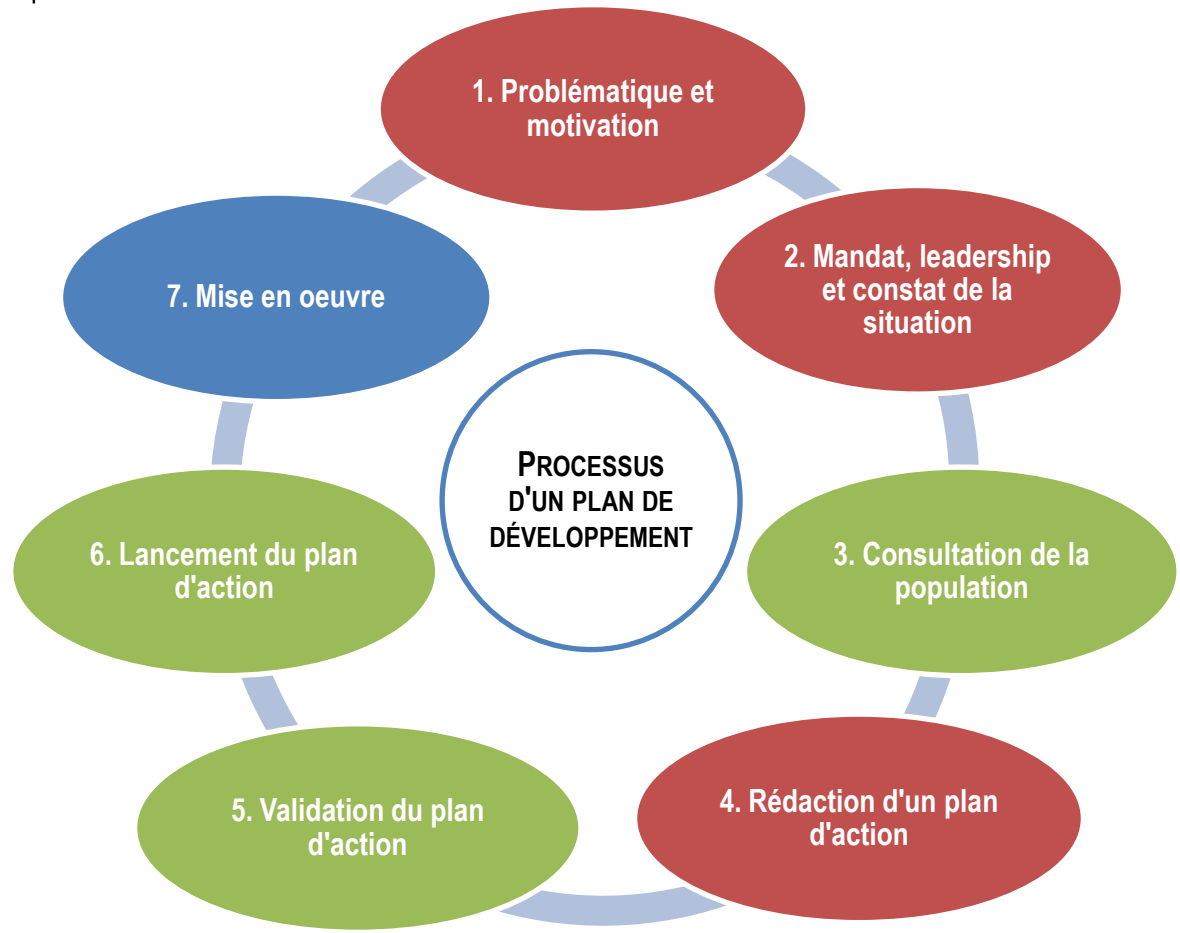 1. Problématique et
motivation
2. Mandat, leadership
et constat de la
situation
3. Consultation de la
population
4. Rédaction d'un plan
d'action
5. Validation du plan
d'action
6. Lancement du plan
d'action
7. Mise en oeuvre
PROCESSUS
D'UN PLAN DE
DÉVELOPPEMENT